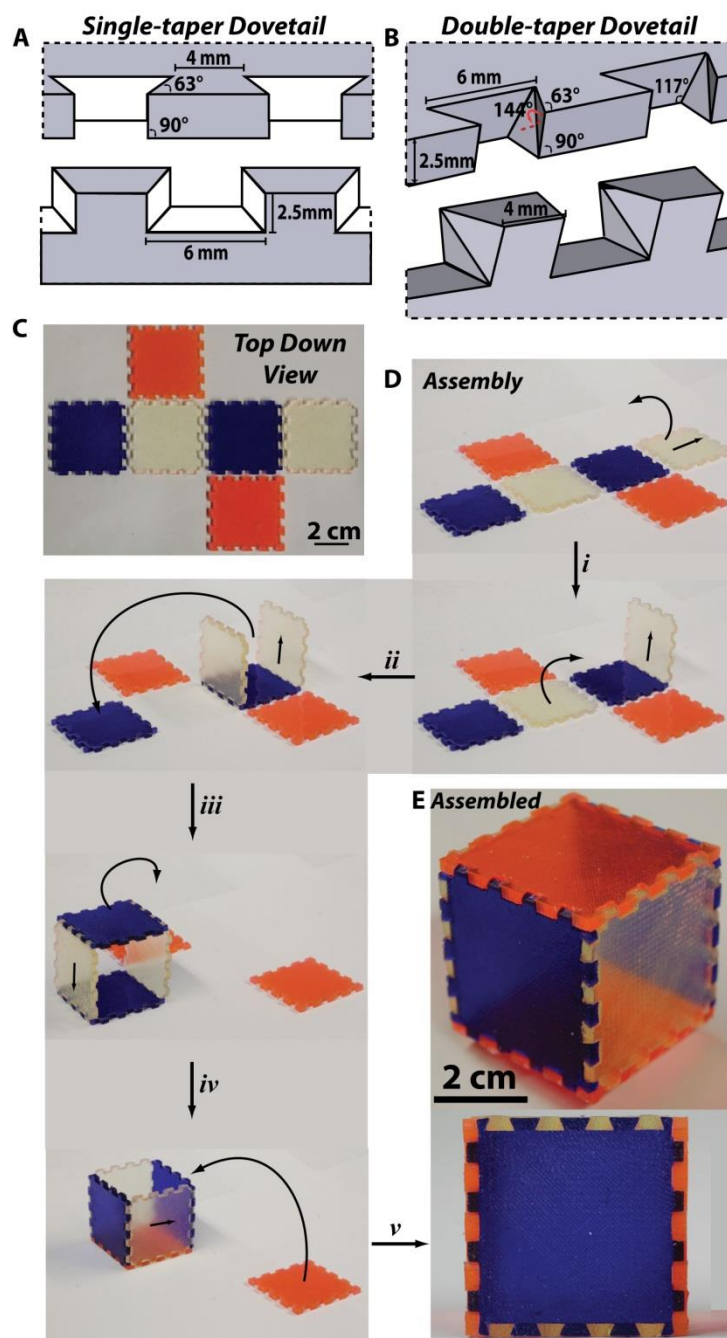 A
Single-taper Dovetail
4 mm
63°
90°
2.5mm
6 mm
B
Double-taper Dovetail
6 mm
144°
63°
117°
90°
2.5mm
4 mm
C
Top Down
View
2 cm
D
Assembly
i
ii
iii
iv
v
E
Assembled
2 cm